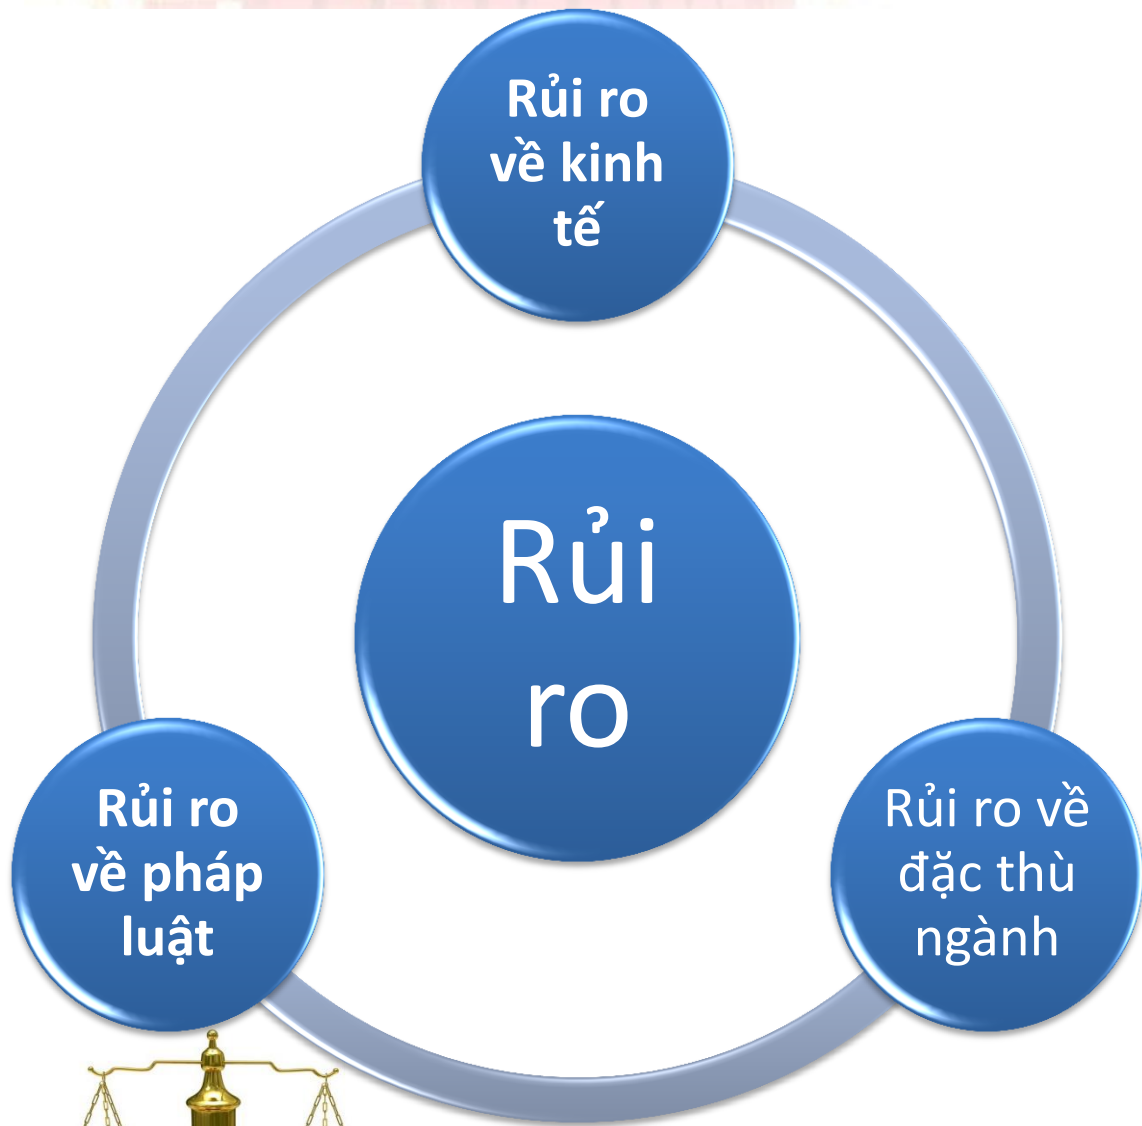 Rủi ro
về kinh
tế
Rủi
ro
Rủi ro
về pháp
luật
Rủi ro về
đặc thù
ngành